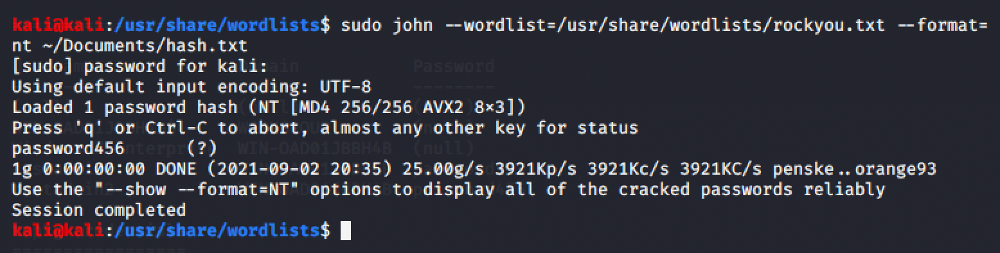 kali@kali:/usr/share/wordlists$ sudo john --wordlist=/usr/share/wordlists/rockyou.txt --format=
nt ~/Documents/hash.txt
[sudo] password for kali:
Using default input encoding: UTF-8
Loaded 1 password hash (NT [MD4 256/256 AVX2 8×3])
Press 'q' or Ctrl-C to abort, almost any other key for status
password456      (?)
1g 0:00:00:00 DONE (2021-09-02 20:35) 25.00g/s 3921Kp/s 3921Kc/s 3921KC/s penske..orange93
Use the "--show --format=NT" options to display all of the cracked passwords reliably
Session completed
kali@kali:/usr/share/wordlists$